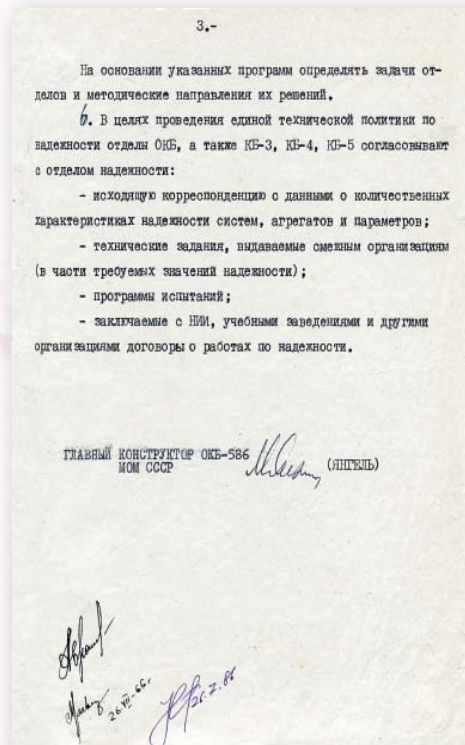 3.-
На основании указанных программ определять задачи от-
делов и методические направления их решений.
6. В целях проведения единой технической политики по
надежности отделы ОКБ, а также КБ-3, КБ-4, КБ-5 согласовывают
с отделом надежности:
- исходящую корреспонденцию с данными о количественных
характеристиках надежности систем, агрегатов и параметров;
- технические задания, выдаваемые смежным организациям
(в части требуемых значений надежности);
- программы испытаний;
- заключаемые с НИИ, учебными заведениями и другими
организациями договоры о работах по надежности.
ГЛАВНЫЙ КОНСТРУКТОР ОКБ-586
МОМ СССР (ЯНГЕЛЬ)
26.VII-66г.